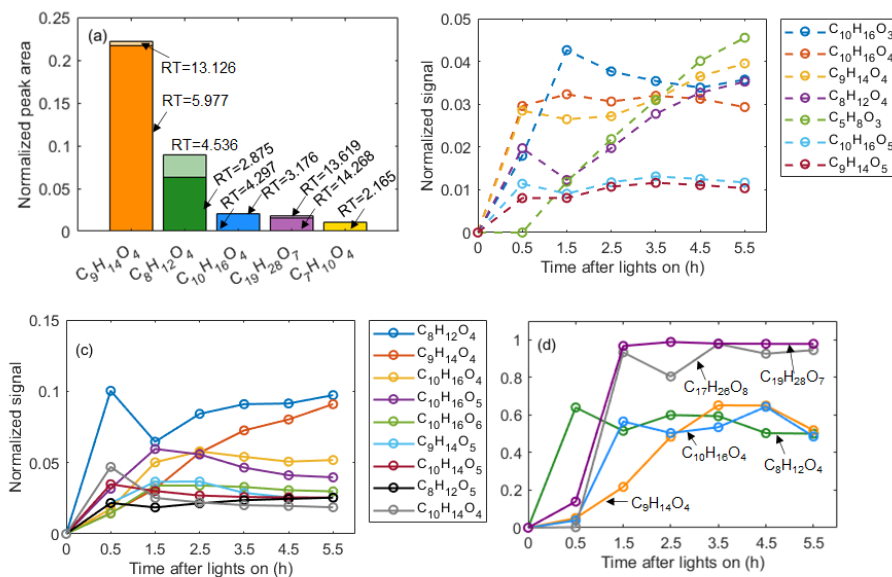 (a)
Normalized peak area
0.25
0.2
0.15
0.1
0.05
0
RT=13.126
RT=5.977
RT=4.536
RT=2.875
RT=4.297
RT=3.176
RT=13.619
RT=14.268
RT=2.165
C₉H₁₄O₄
C₈H₁₂O₄
C₁₀H₁₆O₄
C₁₉H₂₈O₇
C₇H₁₀O₄
Normalized signal
0.05
0.04
0.03
0.02
0.01
0
0 0.5 1.5 2.5 3.5 4.5 5.5
Time after lights on (h)
C₁₀H₁₆O₃
C₁₀H₁₆O₄
C₉H₁₄O₄
C₈H₁₂O₄
C₅H₈O₃
C₁₀H₁₆O₅
C₉H₁₄O₅
(c)
Normalized signal
0.15
0.1
0.05
0
0 0.5 1.5 2.5 3.5 4.5 5.5
Time after lights on (h)
C₈H₁₂O₄
C₉H₁₄O₄
C₁₀H₁₆O₄
C₁₀H₁₆O₅
C₁₀H₁₆O₆
C₉H₁₄O₅
C₁₀H₁₄O₅
C₈H₁₂O₅
C₁₀H₁₄O₄
(d)
1
0.8
0.6
0.4
0.2
0
C₁₉H₂₈O₇
C₁₇H₂₆O₈
C₁₀H₁₆O₄
C₈H₁₂O₄
C₉H₁₄O₄
0 0.5 1.5 2.5 3.5 4.5 5.5
Time after lights on (h)